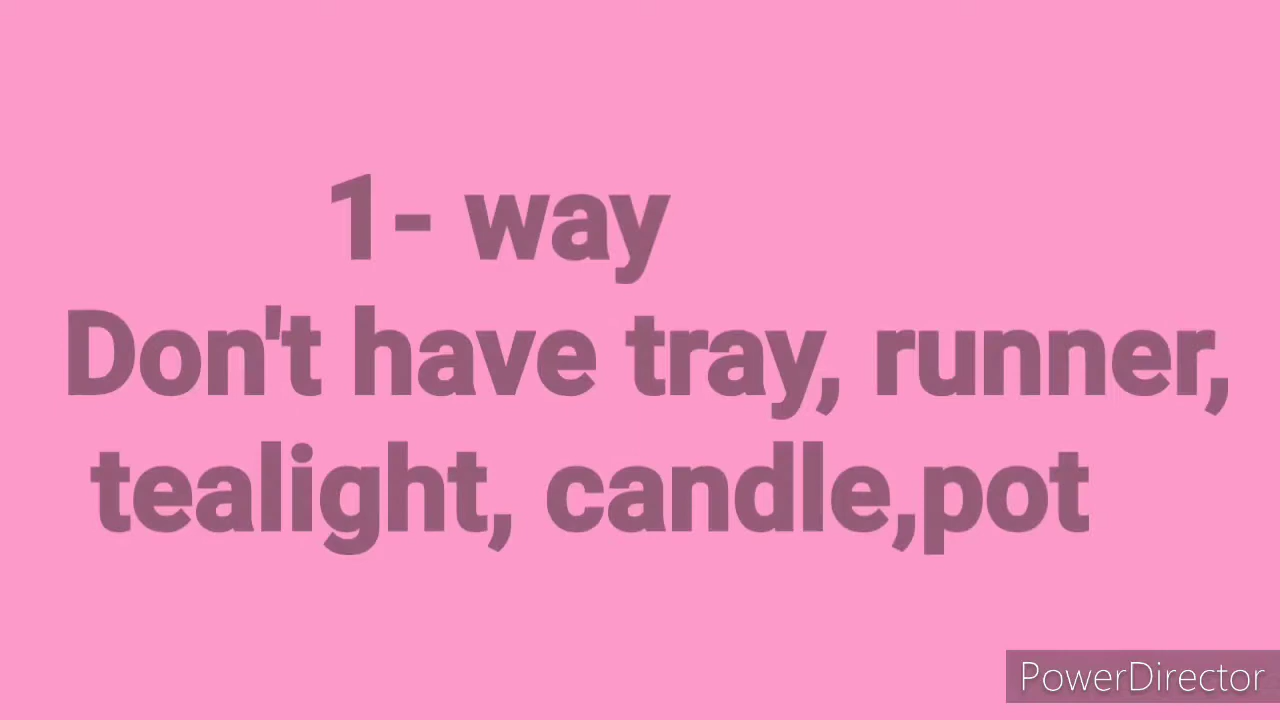 1- way
Don't have tray, runner,
tealight, candle,pot
PowerDirector